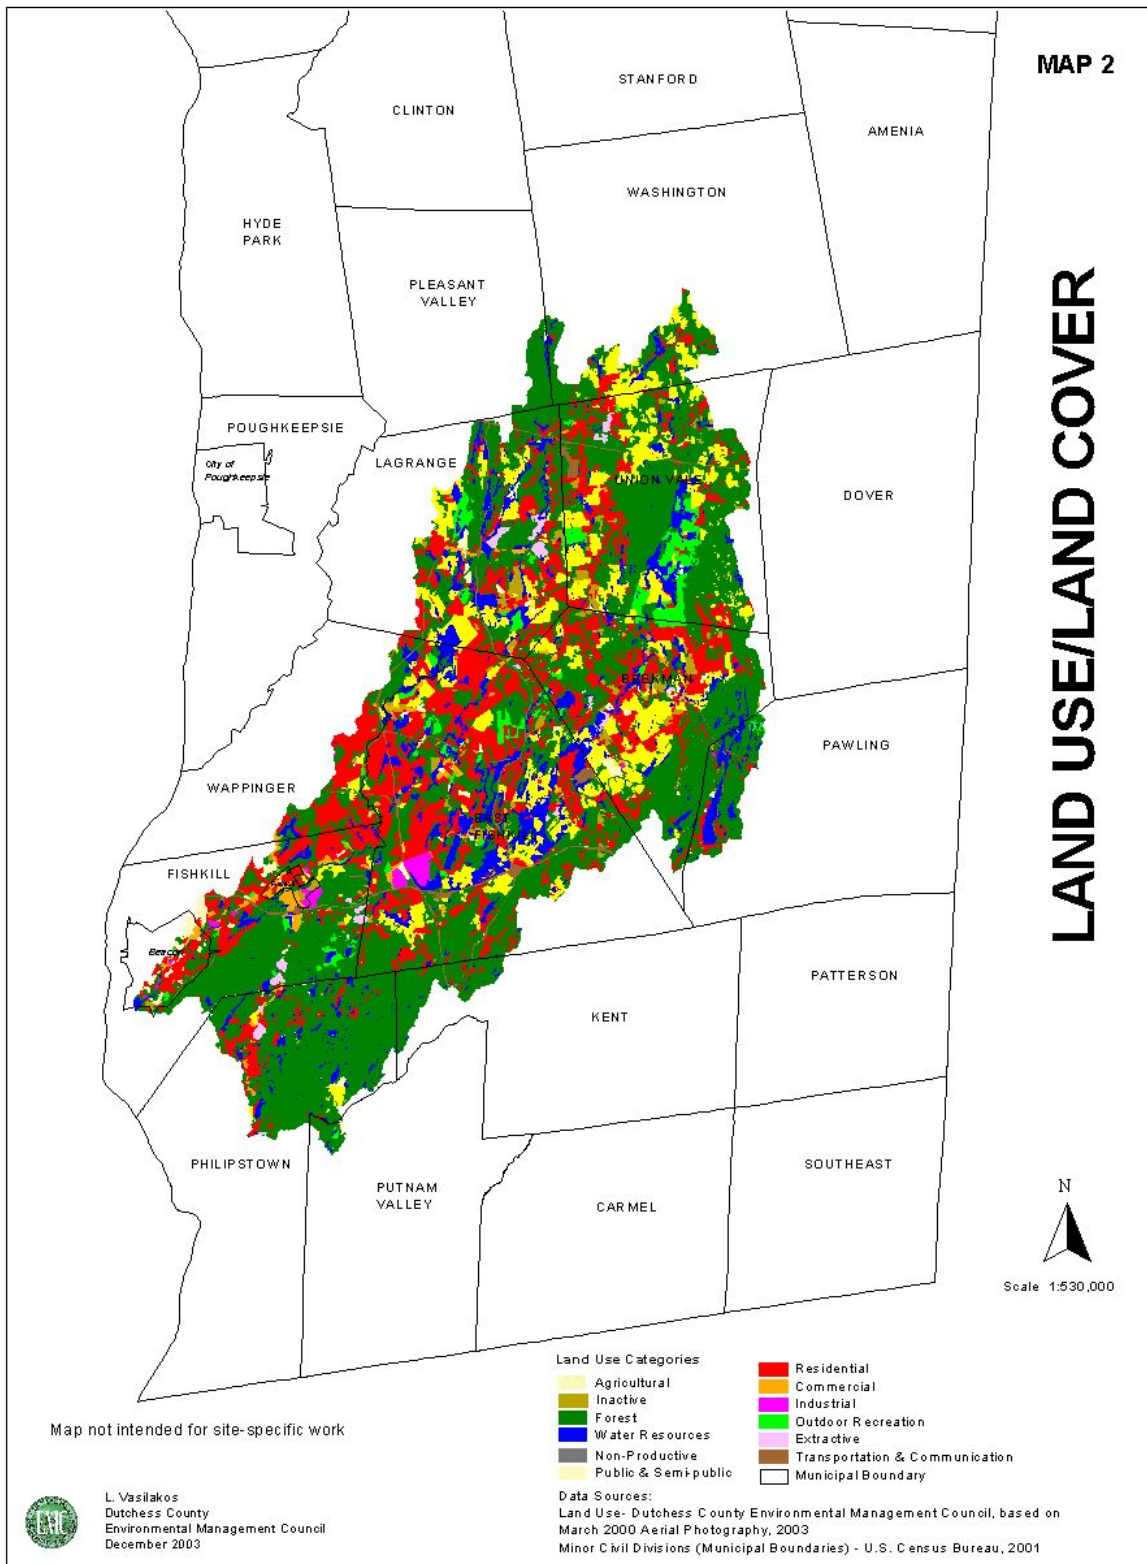 MAP 2
LAND USE/LAND COVER
STANFORD
CLINTON
AMENIA
WASHINGTON
HYDE
PARK
PLEASANT
VALLEY
POUGHKEEPSIE
LAGRANGE
City of
Poughkeepsie
UNION VALE
DOVER
BEEKMAN
PAWLING
WAPPINGER
EAST
FISHKILL
FISHKILL
Beacon
PATTERSON
KENT
PHILIPSTOWN
SOUTHEAST
PUTNAM
VALLEY
CARMEL
N
Scale 1:530,000
Land Use Categories
Agricultural
Inactive
Forest
Water Resources
Non-Productive
Public & Semi-public
Residential
Commercial
Industrial
Outdoor Recreation
Extractive
Transportation & Communication
Municipal Boundary
Map not intended for site-specific work
EMC
L. Vasilakos
Dutchess County
Environmental Management Council
December 2003
Data Sources:
Land Use- Dutchess County Environmental Management Council, based on
March 2000 Aerial Photography, 2003
Minor Civil Divisions (Municipal Boundaries) - U.S. Census Bureau, 2001